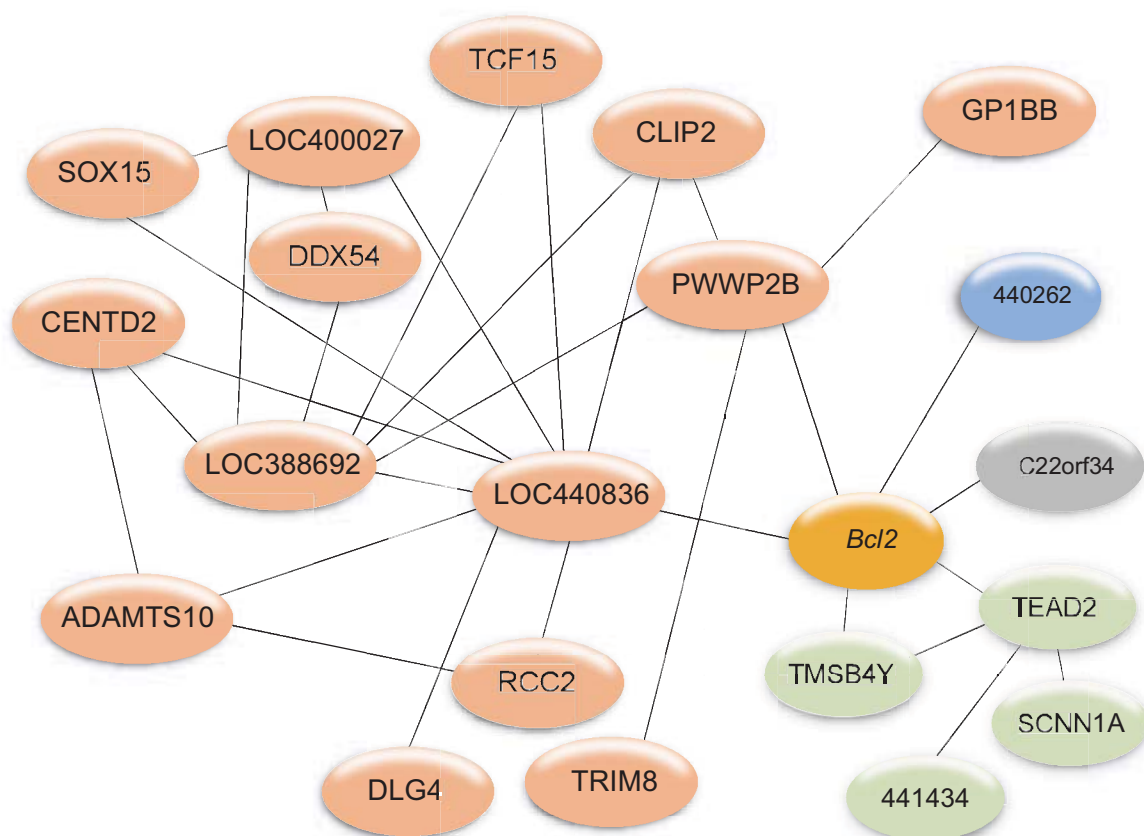 TCF15
GP1BB
CLIP2
LOC400027
SOX15
DDX54
PWWP2B
440262
CENTD2
LOC388692
C22orf34
LOC440836
Bcl2
TEAD2
ADAMTS10
TMSB4Y
RCC2
SCNN1A
TRIM8
DLG4
441434